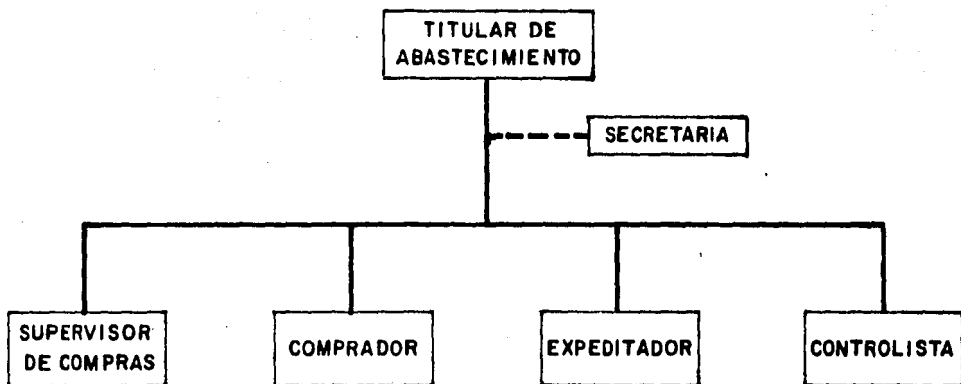 TITULAR DE
ABASTECIMIENTO
SECRETARIA
SUPERVISOR
DE COMPRAS
COMPRADOR
EXPEDITADOR
CONTROLISTA